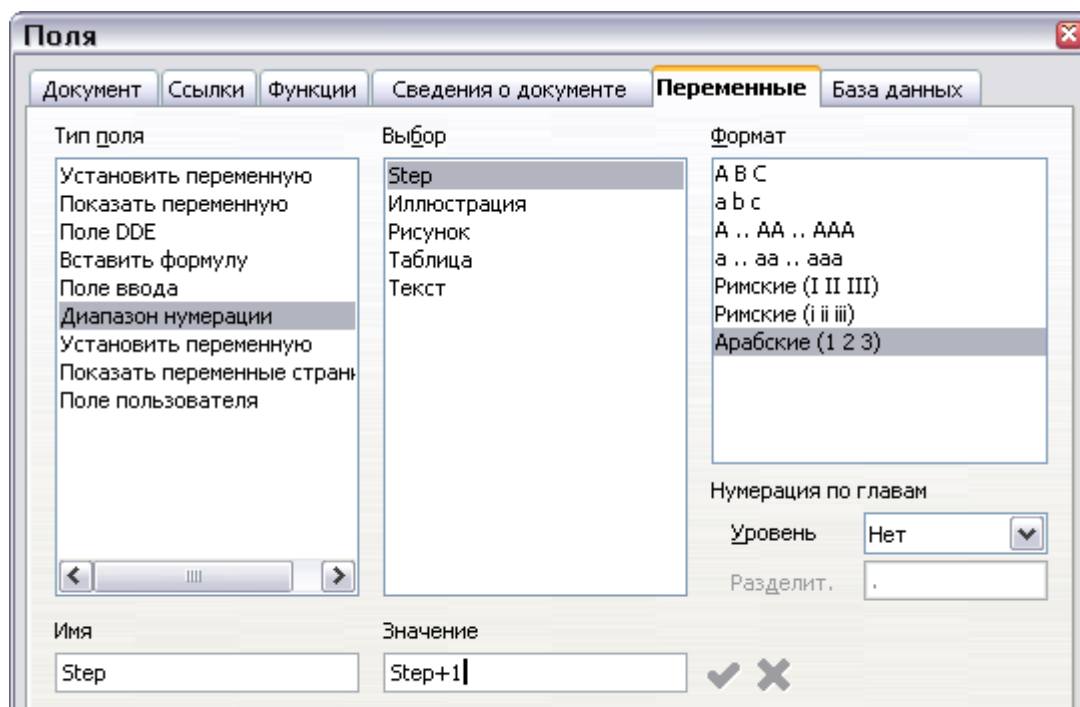 Поля
Документ Ссылки Функции Сведения о документе Переменные База данных
Тип поля
Установить переменную
Показать переменную
Поле DDE
Вставить формулу
Поле ввода
Диапазон нумерации
Установить переменную
Показать переменные страни
Поле пользователя
Выбор
Step
Иллюстрация
Рисунок
Таблица
Текст
Формат
A B C
a b c
A .. AA .. AAA
a .. aa .. aaa
Римские (I II III)
Римские (i ii iii)
Арабские (1 2 3)
Нумерация по главам
Уровень Нет
Разделит. .
Имя
Step
Значение
Step+1